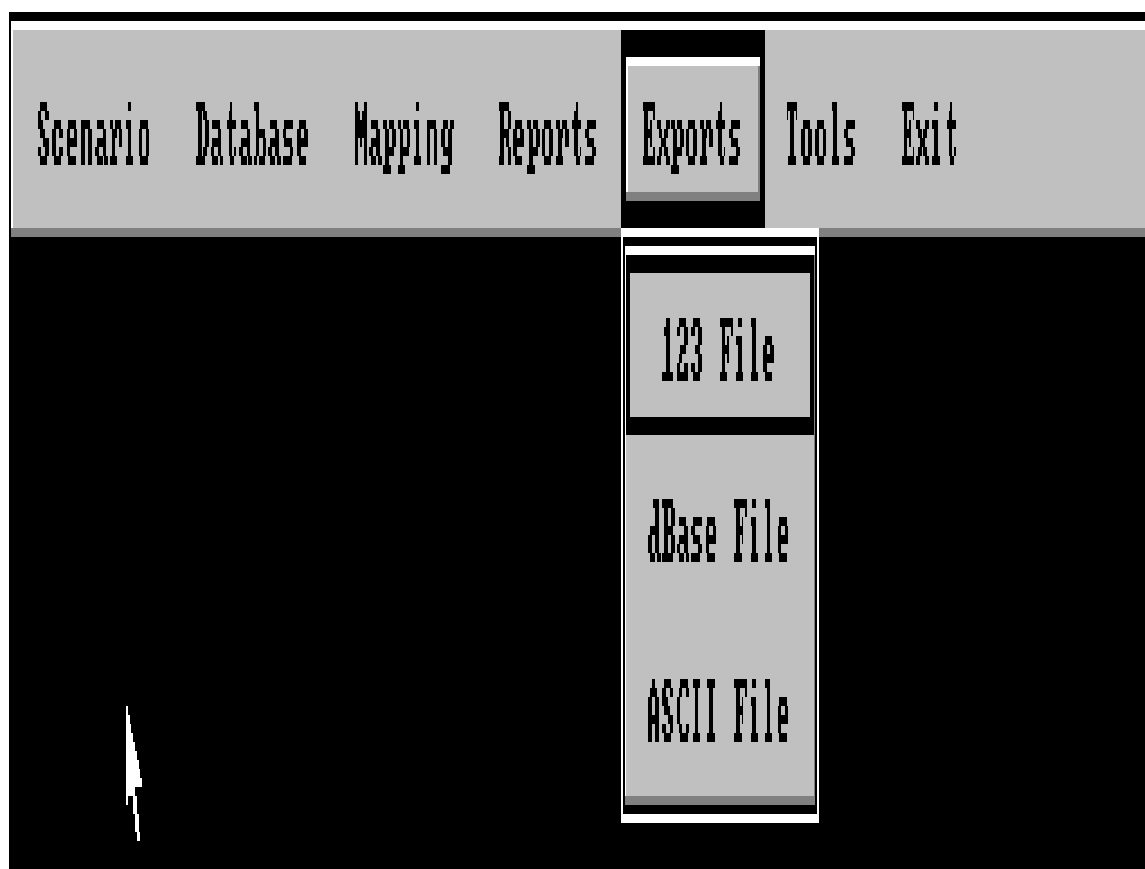 Scenario Database Mapping Reports Exports Tools Exit
123 File
dBase File
ASCII File